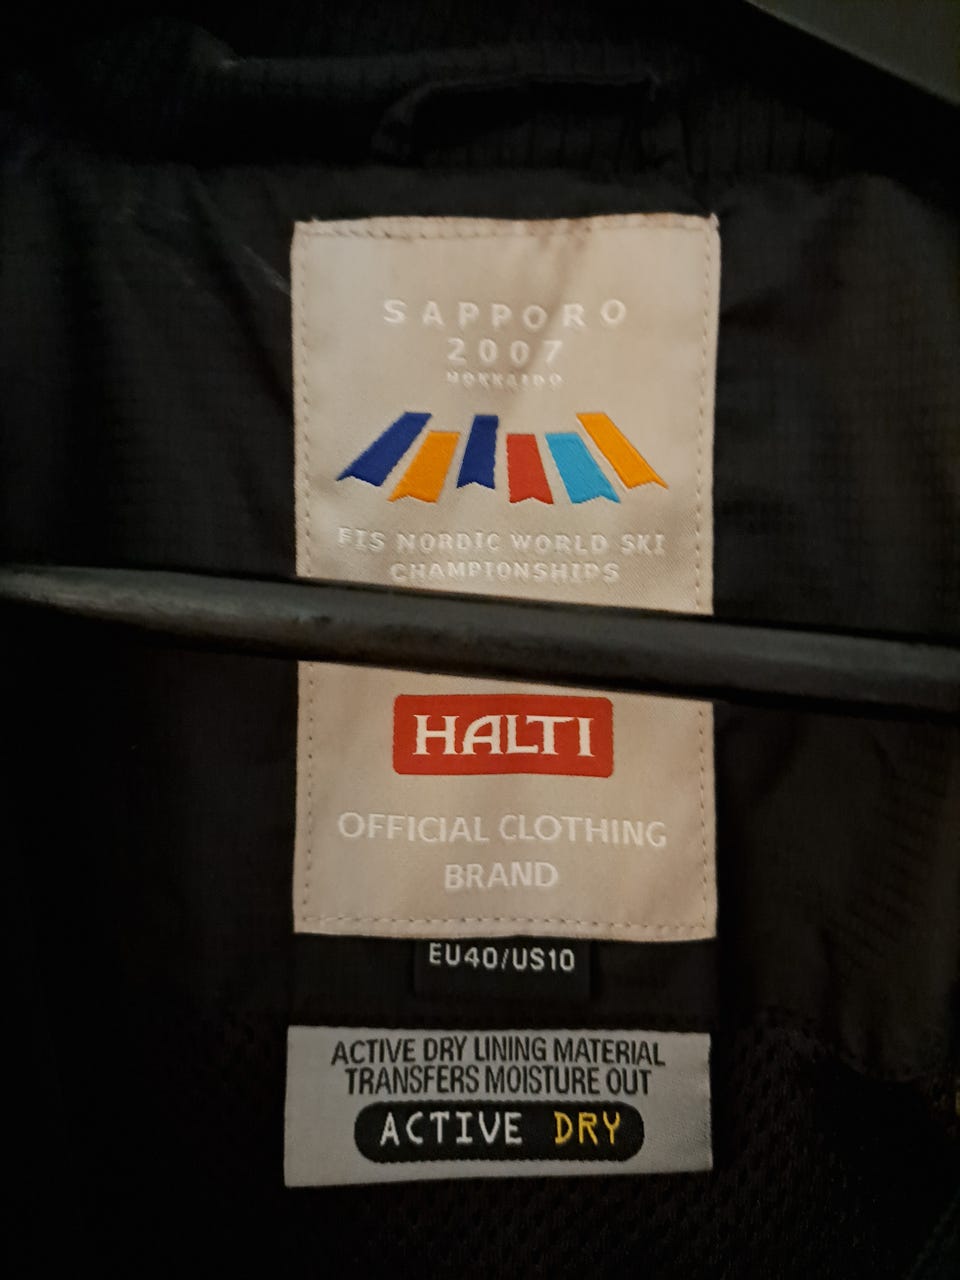 SAPPORO
2007
HOKKAIDO
FIS NORDIC WORLD SKI
CHAMPIONSHIPS
HALTI
OFFICIAL CLOTHING
BRAND
EU40/US10
ACTIVE DRY LINING MATERIAL
TRANSFERS MOISTURE OUT
ACTIVE DRY